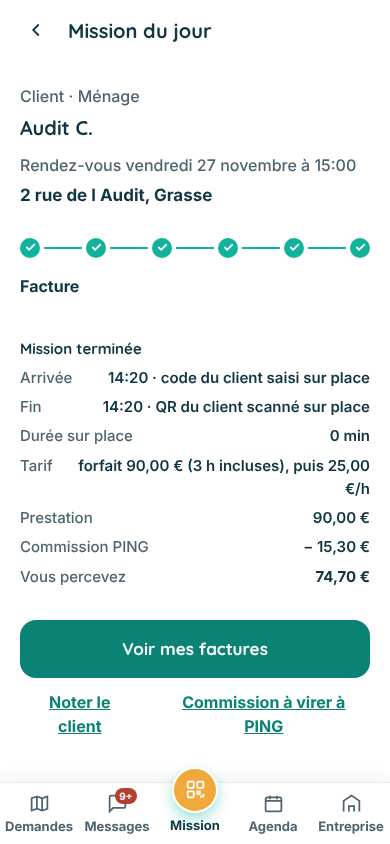 Mission du jour
Client · Ménage
Audit C.
Rendez-vous vendredi 27 novembre à 15:00
2 rue de l Audit, Grasse
Facture
Mission terminée
Arrivée 14:20 · code du client saisi sur place
Fin 14:20 · QR du client scanné sur place
Durée sur place 0 min
Tarif forfait 90,00 € (3 h incluses), puis 25,00
€/h
Prestation 90,00 €
Commission PING − 15,30 €
Vous percevez 74,70 €
Voir mes factures
Noter le
client
Commission à virer à
PING
9+
Demandes Messages Mission Agenda Entreprise